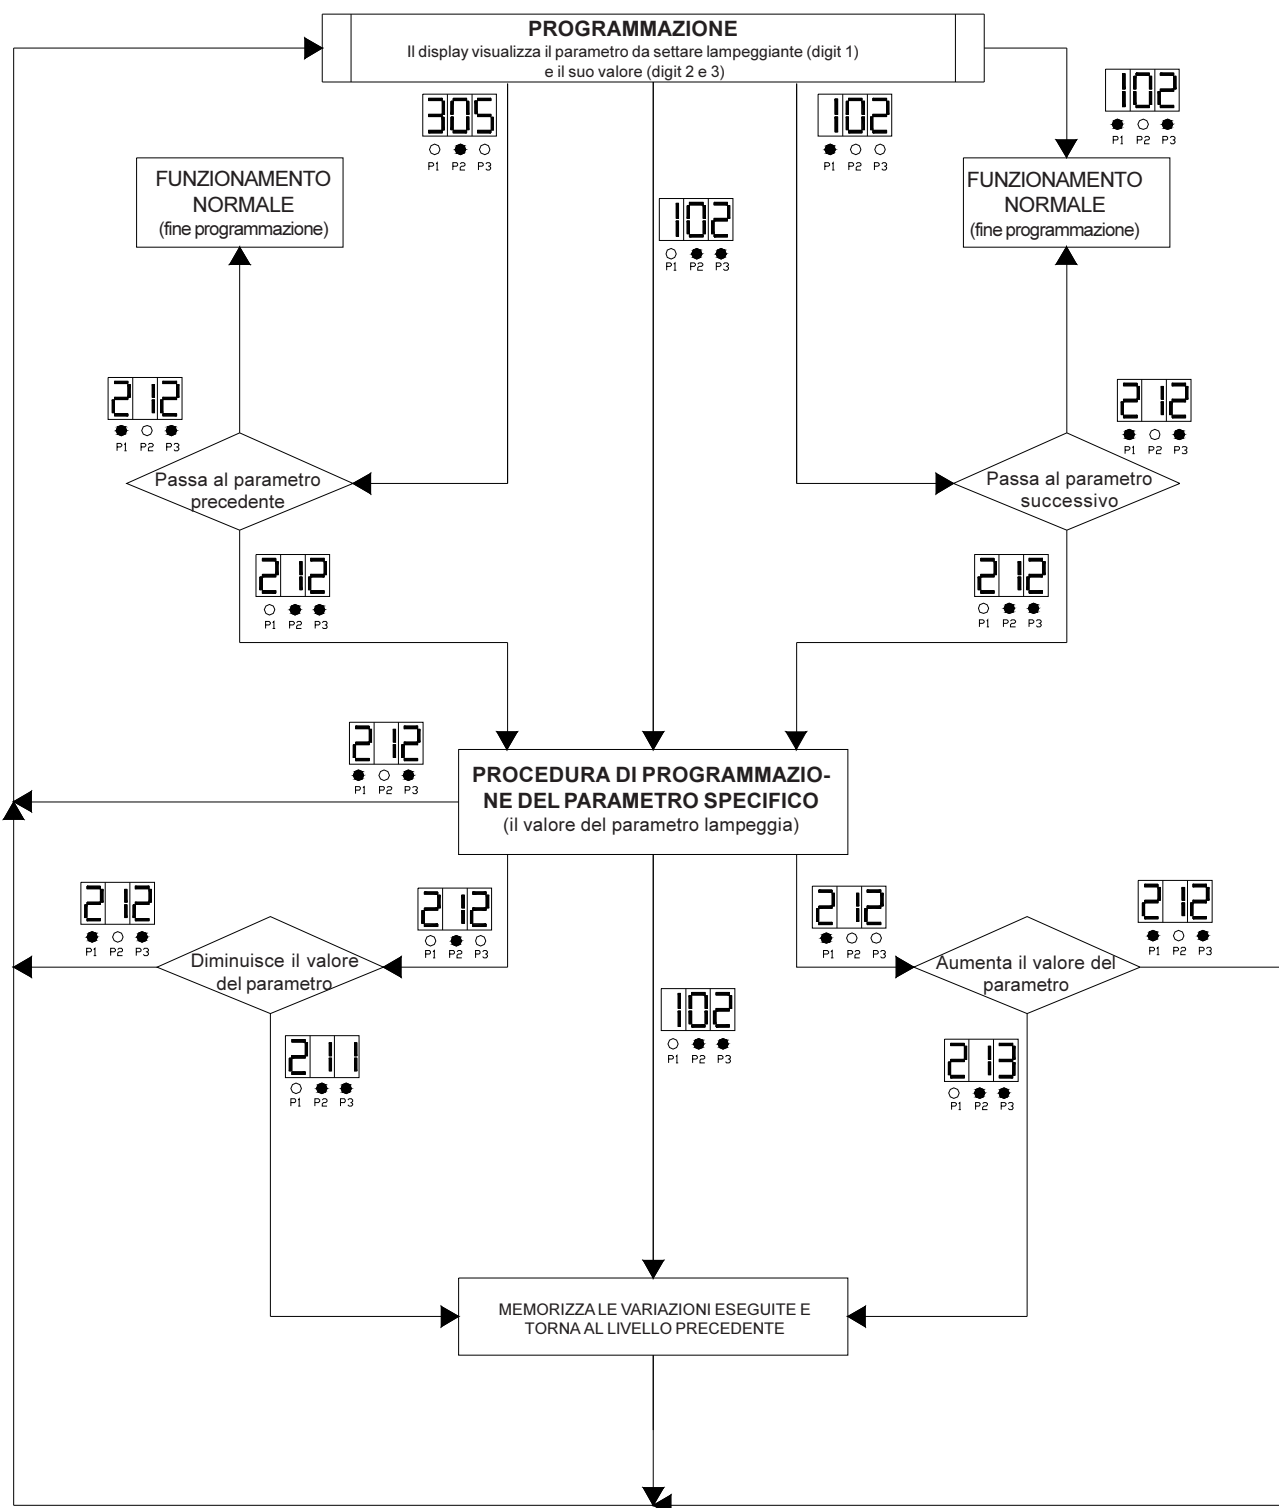 PROGRAMMAZIONE
Il display visualizza il parametro da settare lampeggiante (digit 1)
e il suo valore (digit 2 e 3)
305
P1 P2 P3
102
P1 P2 P3
102
P1 P2 P3
FUNZIONAMENTO
NORMALE
(fine programmazione)
102
P1 P2 P3
FUNZIONAMENTO
NORMALE
(fine programmazione)
212
P1 P2 P3
212
P1 P2 P3
Passa al parametro
precedente
Passa al parametro
successivo
212
P1 P2 P3
212
P1 P2 P3
212
P1 P2 P3
PROCEDURA DI PROGRAMMAZIO-
NE DEL PARAMETRO SPECIFICO
(il valore del parametro lampeggia)
212
P1 P2 P3
212
P1 P2 P3
212
P1 P2 P3
212
P1 P2 P3
Diminuisce il valore
del parametro
Aumenta il valore del
parametro
102
P1 P2 P3
211
P1 P2 P3
213
P1 P2 P3
MEMORIZZA LE VARIAZIONI ESEGUITE E
TORNA AL LIVELLO PRECEDENTE